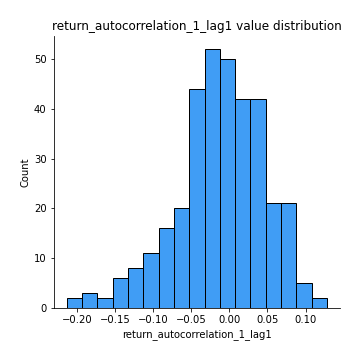 return_autocorrelation_1_lag1 value distribution
50
40
30
20
10
0
Count
−0.20 −0.15 −0.10 −0.05 0.00 0.05 0.10
return_autocorrelation_1_lag1